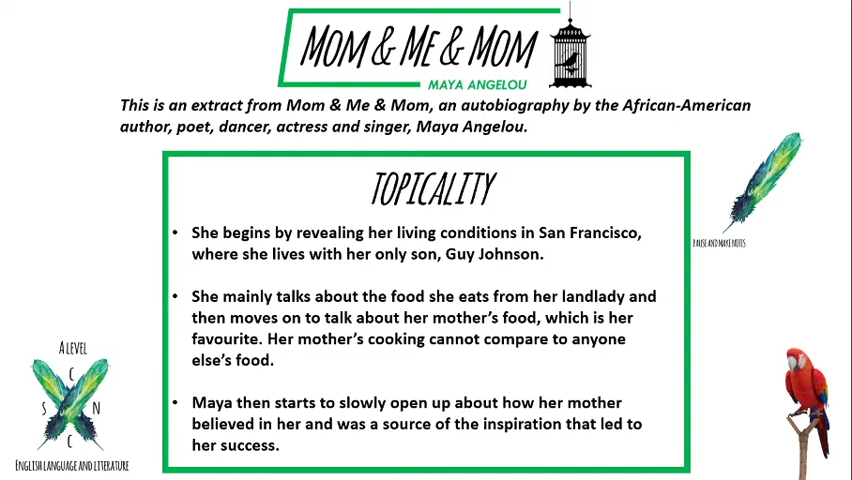 MOM & ME & MOM
MAYA ANGELOU
This is an extract from Mom & Me & Mom, an autobiography by the African-American
author, poet, dancer, actress and singer, Maya Angelou.
TOPICALITY
• She begins by revealing her living conditions in San Francisco,
where she lives with her only son, Guy Johnson.
• She mainly talks about the food she eats from her landlady and
then moves on to talk about her mother's food, which is her
favourite. Her mother's cooking cannot compare to anyone
else's food.
• Maya then starts to slowly open up about how her mother
believed in her and was a source of the inspiration that led to
her success.
PAUSE AND MAKE NOTES
A LEVEL
C
S N
C
ENGLISH LANGUAGE AND LITERATURE